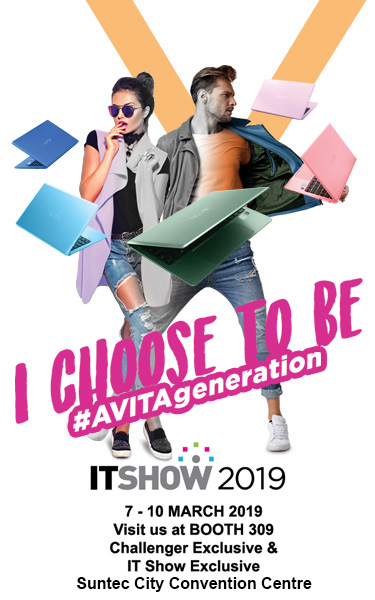 I CHOOSE TO BE
#AVITAgeneration
ITSHOW 2019
7 - 10 MARCH 2019
Visit us at BOOTH 309
Challenger Exclusive &
IT Show Exclusive
Suntec City Convention Centre